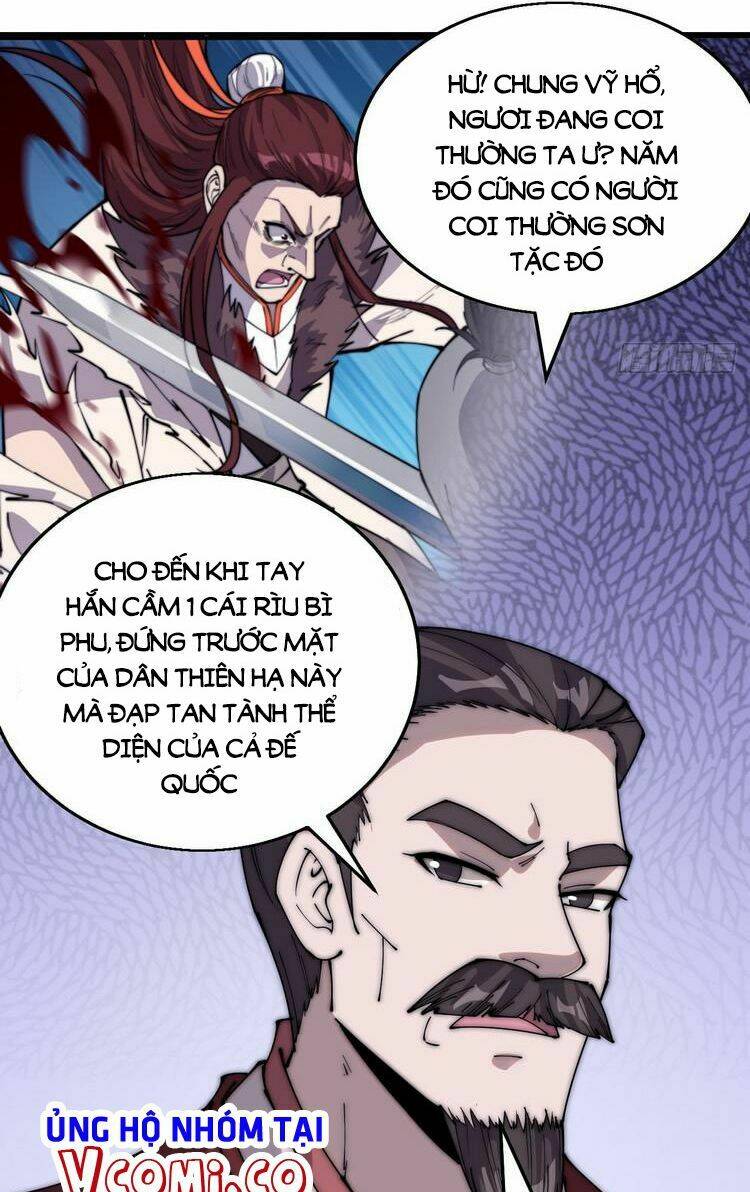 HỪ! CHUNG VỸ HỔ,
NGƯƠI ĐANG COI
THƯỜNG TA Ư? NĂM
ĐÓ CŨNG CÓ NGƯỜI
COI THƯỜNG SƠN
TẶC ĐÓ
CHO ĐẾN KHI TAY
HẮN CẦM 1 CÁI RÌU BÌ
PHU, ĐỨNG TRƯỚC MẶT
CỦA DÂN THIÊN HẠ NÀY
MÀ ĐẠP TAN TÀNH THỂ
DIỆN CỦA CẢ ĐẾ
QUỐC
ỦNG HỘ NHÓM TẠI
VCOMI.CO